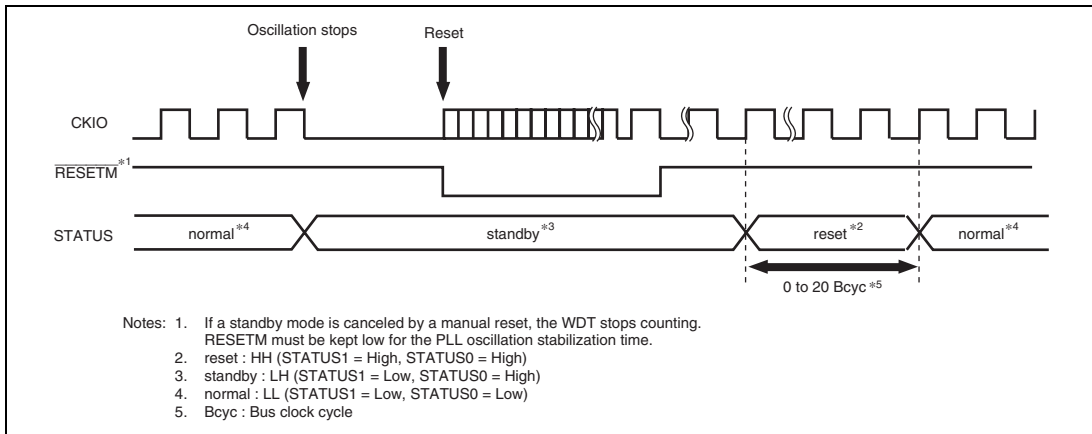 Oscillation stops Reset
CKIO
RESETM*1
STATUS normal*4 standby*3 reset*2 normal*4
0 to 20 Bcyc*5
Notes: 1. If a standby mode is canceled by a manual reset, the WDT stops counting.
RESETM must be kept low for the PLL oscillation stabilization time.
2. reset : HH (STATUS1 = High, STATUS0 = High)
3. standby : LH (STATUS1 = Low, STATUS0 = High)
4. normal : LL (STATUS1 = Low, STATUS0 = Low)
5. Bcyc : Bus clock cycle